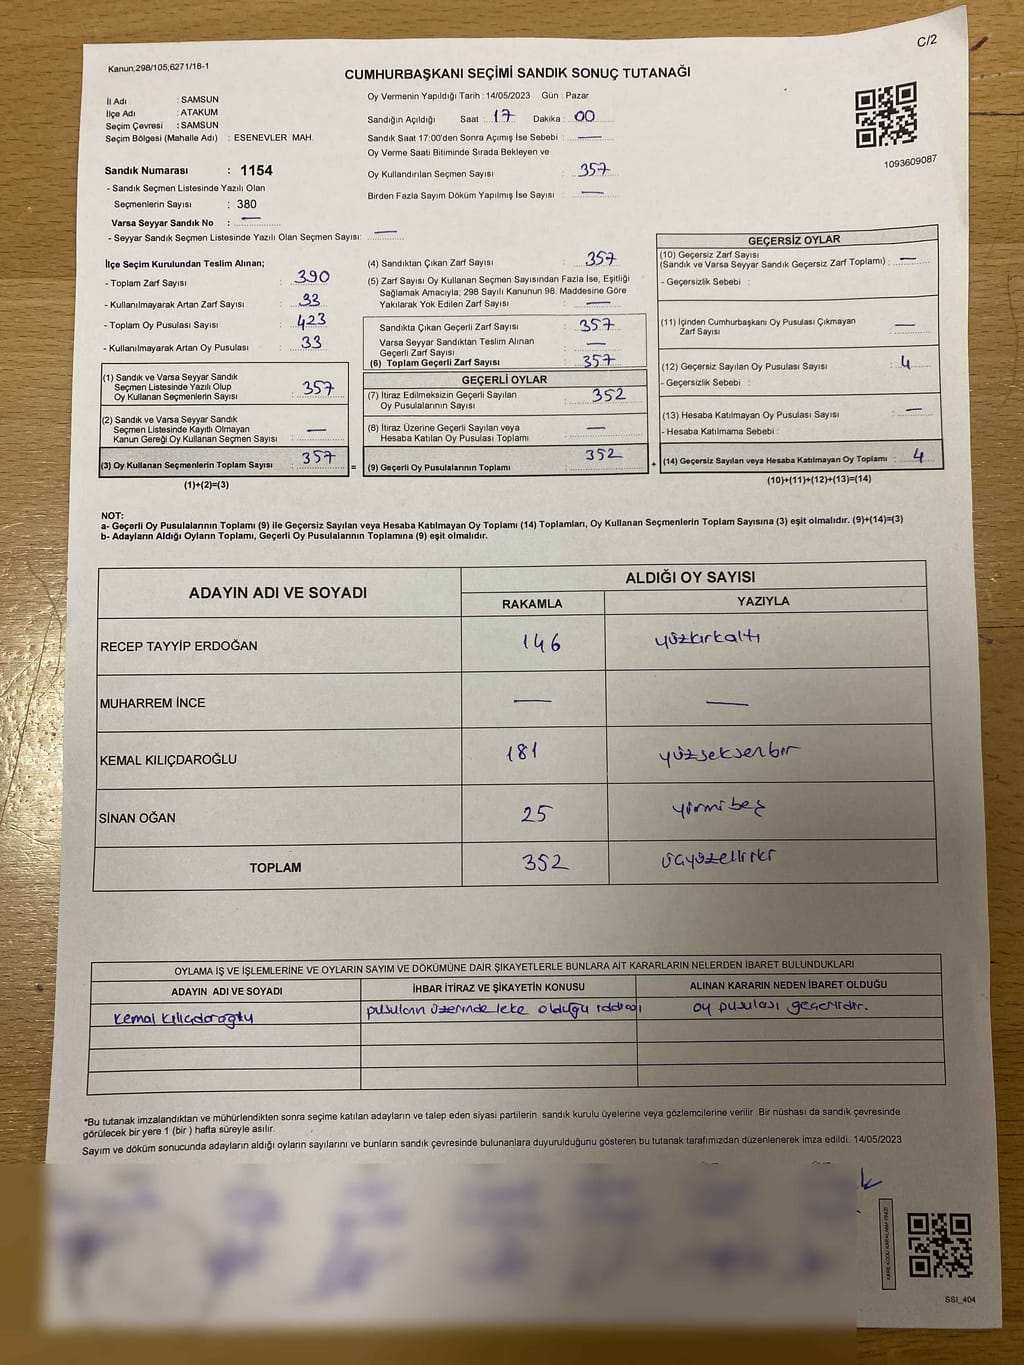 C/2
Kanun;298/105;6271/18-1
CUMHURBAŞKANI SEÇİMİ SANDIK SONUÇ TUTANAĞI
İl Adı : SAMSUN
İlçe Adı : ATAKUM
Seçim Çevresi : SAMSUN
Seçim Bölgesi (Mahalle Adı) : ESENEVLER MAH.
Oy Vermenin Yapıldığı Tarih : 14/05/2023 Gün : Pazar
Sandığın Açıldığı Saat : 17 Dakika : 00
Sandık Saat 17:00'den Sonra Açımış İse Sebebi : —
Oy Verme Saati Bitiminde Sırada Bekleyen ve
Oy Kullandırılan Seçmen Sayısı : 357
Birden Fazla Sayım Döküm Yapılmış İse Sayısı : —
1093609087
Sandık Numarası : 1154
- Sandık Seçmen Listesinde Yazılı Olan
Seçmenlerin Sayısı : 380
Varsa Seyyar Sandık No : —
- Seyyar Sandık Seçmen Listesinde Yazılı Olan Seçmen Sayısı: —
İlçe Seçim Kurulundan Teslim Alınan;
- Toplam Zarf Sayısı : 390
- Kullanılmayarak Artan Zarf Sayısı : 33
- Toplam Oy Pusulası Sayısı : 423
- Kullanılmayarak Artan Oy Pusulası : 33
(1) Sandık ve Varsa Seyyar Sandık
Seçmen Listesinde Yazılı Olup
Oy Kullanan Seçmenlerin Sayısı : 357
(2) Sandık ve Varsa Seyyar Sandık
Seçmen Listesinde Kayıtlı Olmayan
Kanun Gereği Oy Kullanan Seçmen Sayısı : —
(3) Oy Kullanan Seçmenlerin Toplam Sayısı : 357
(1)+(2)=(3)
=
(4) Sandıktan Çıkan Zarf Sayısı : 357
(5) Zarf Sayısı Oy Kullanan Seçmen Sayısından Fazla İse, Eşitliği
Sağlamak Amacıyla; 298 Sayılı Kanunun 98. Maddesine Göre
Yakılarak Yok Edilen Zarf Sayısı : —
Sandıkta Çıkan Geçerli Zarf Sayısı : 357
Varsa Seyyar Sandıktan Teslim Alınan
Geçerli Zarf Sayısı : —
(6) Toplam Geçerli Zarf Sayısı : 357
GEÇERLİ OYLAR
(7) İtiraz Edilmeksizin Geçerli Sayılan
Oy Pusulalarının Sayısı : 352
(8) İtiraz Üzerine Geçerli Sayılan veya
Hesaba Katılan Oy Pusulası Toplamı : —
(9) Geçerli Oy Pusulalarının Toplamı : 352
+
GEÇERSİZ OYLAR
(10) Geçersiz Zarf Sayısı
(Sandık ve Varsa Seyyar Sandık Geçersiz Zarf Toplamı) : —
- Geçersizlik Sebebi :
(11) İçinden Cumhurbaşkanı Oy Pusulası Çıkmayan
Zarf Sayısı : —
(12) Geçersiz Sayılan Oy Pusulası Sayısı : 4
- Geçersizlik Sebebi :
(13) Hesaba Katılmayan Oy Pusulası Sayısı : —
- Hesaba Katılmama Sebebi :
(14) Geçersiz Sayılan veya Hesaba Katılmayan Oy Toplamı : 4
(10)+(11)+(12)+(13)=(14)
NOT:
a- Geçerli Oy Pusulalarının Toplamı (9) ile Geçersiz Sayılan veya Hesaba Katılmayan Oy Toplamı (14) Toplamları, Oy Kullanan Seçmenlerin Toplam Sayısına (3) eşit olmalıdır. (9)+(14)=(3)
b- Adayların Aldığı Oyların Toplamı, Geçerli Oy Pusulalarının Toplamına (9) eşit olmalıdır.
ADAYIN ADI VE SOYADI
ALDIĞI OY SAYISI
RAKAMLA YAZIYLA
RECEP TAYYİP ERDOĞAN 146 yüzkırkaltı
MUHARREM İNCE — —
KEMAL KILIÇDAROĞLU 181 yüzseksenbir
SİNAN OĞAN 25 yirmi beş
TOPLAM 352 üçyüzelliiki
OYLAMA İŞ VE İŞLEMLERİNE VE OYLARIN SAYIM VE DÖKÜMÜNE DAİR ŞİKAYETLERLE BUNLARA AİT KARARLARIN NELERDEN İBARET BULUNDUKLARI
ADAYIN ADI VE SOYADI İHBAR İTİRAZ VE ŞİKAYETİN KONUSU ALINAN KARARIN NEDEN İBARET OLDUĞU
Kemal Kılıçdaroğlu pusulanın üzerinde leke olduğu iddiası oy pusulası geçerlidir.
*Bu tutanak imzalandıktan ve mühürlendikten sonra seçime katılan adayların ve talep eden siyasi partilerin sandık kurulu üyelerine veya gözlemcilerine verilir. Bir nüshası da sandık çevresinde
görülecek bir yere 1 (bir ) hafta süreyle asılır.
Sayım ve döküm sonucunda adayların aldığı oyların sayılarını ve bunların sandık çevresinde bulunanlara duyurulduğunu gösteren bu tutanak tarafımızdan düzenlenerek imza edildi. 14/05/2023
SSI_404